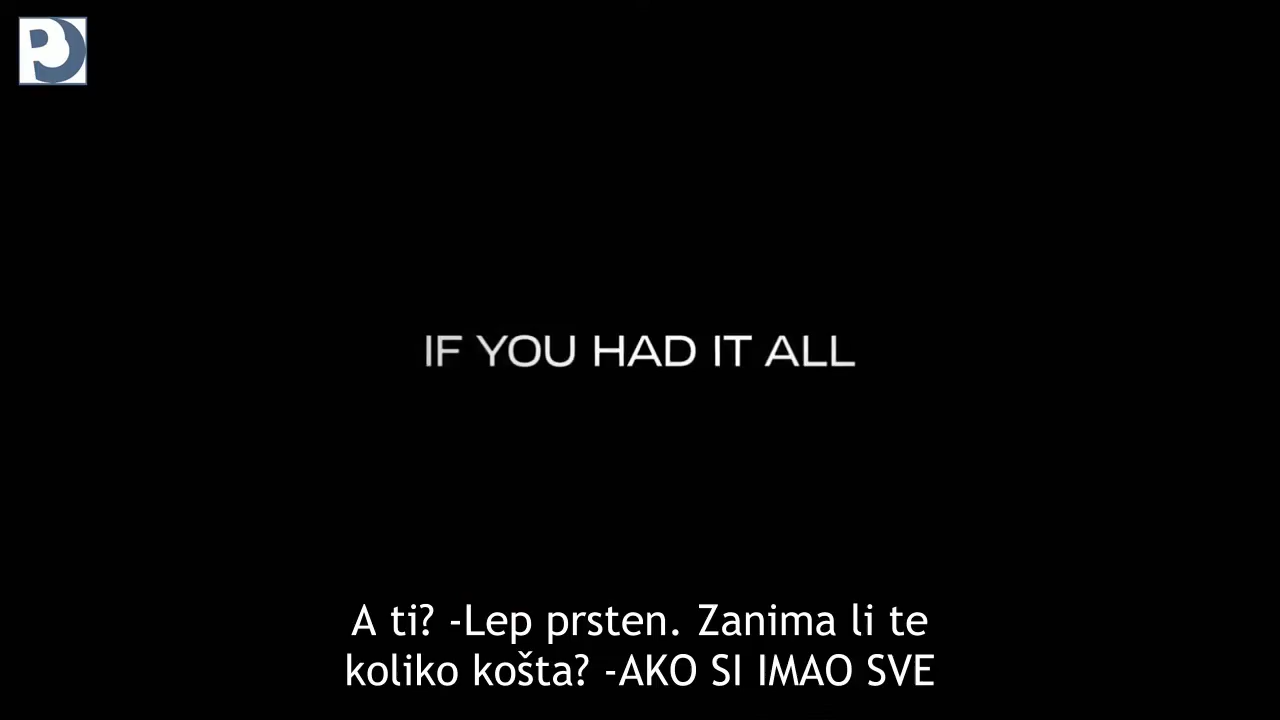 IF YOU HAD IT ALL
A ti? -Lep prsten. Zanima li te
koliko košta? -AKO SI IMAO SVE